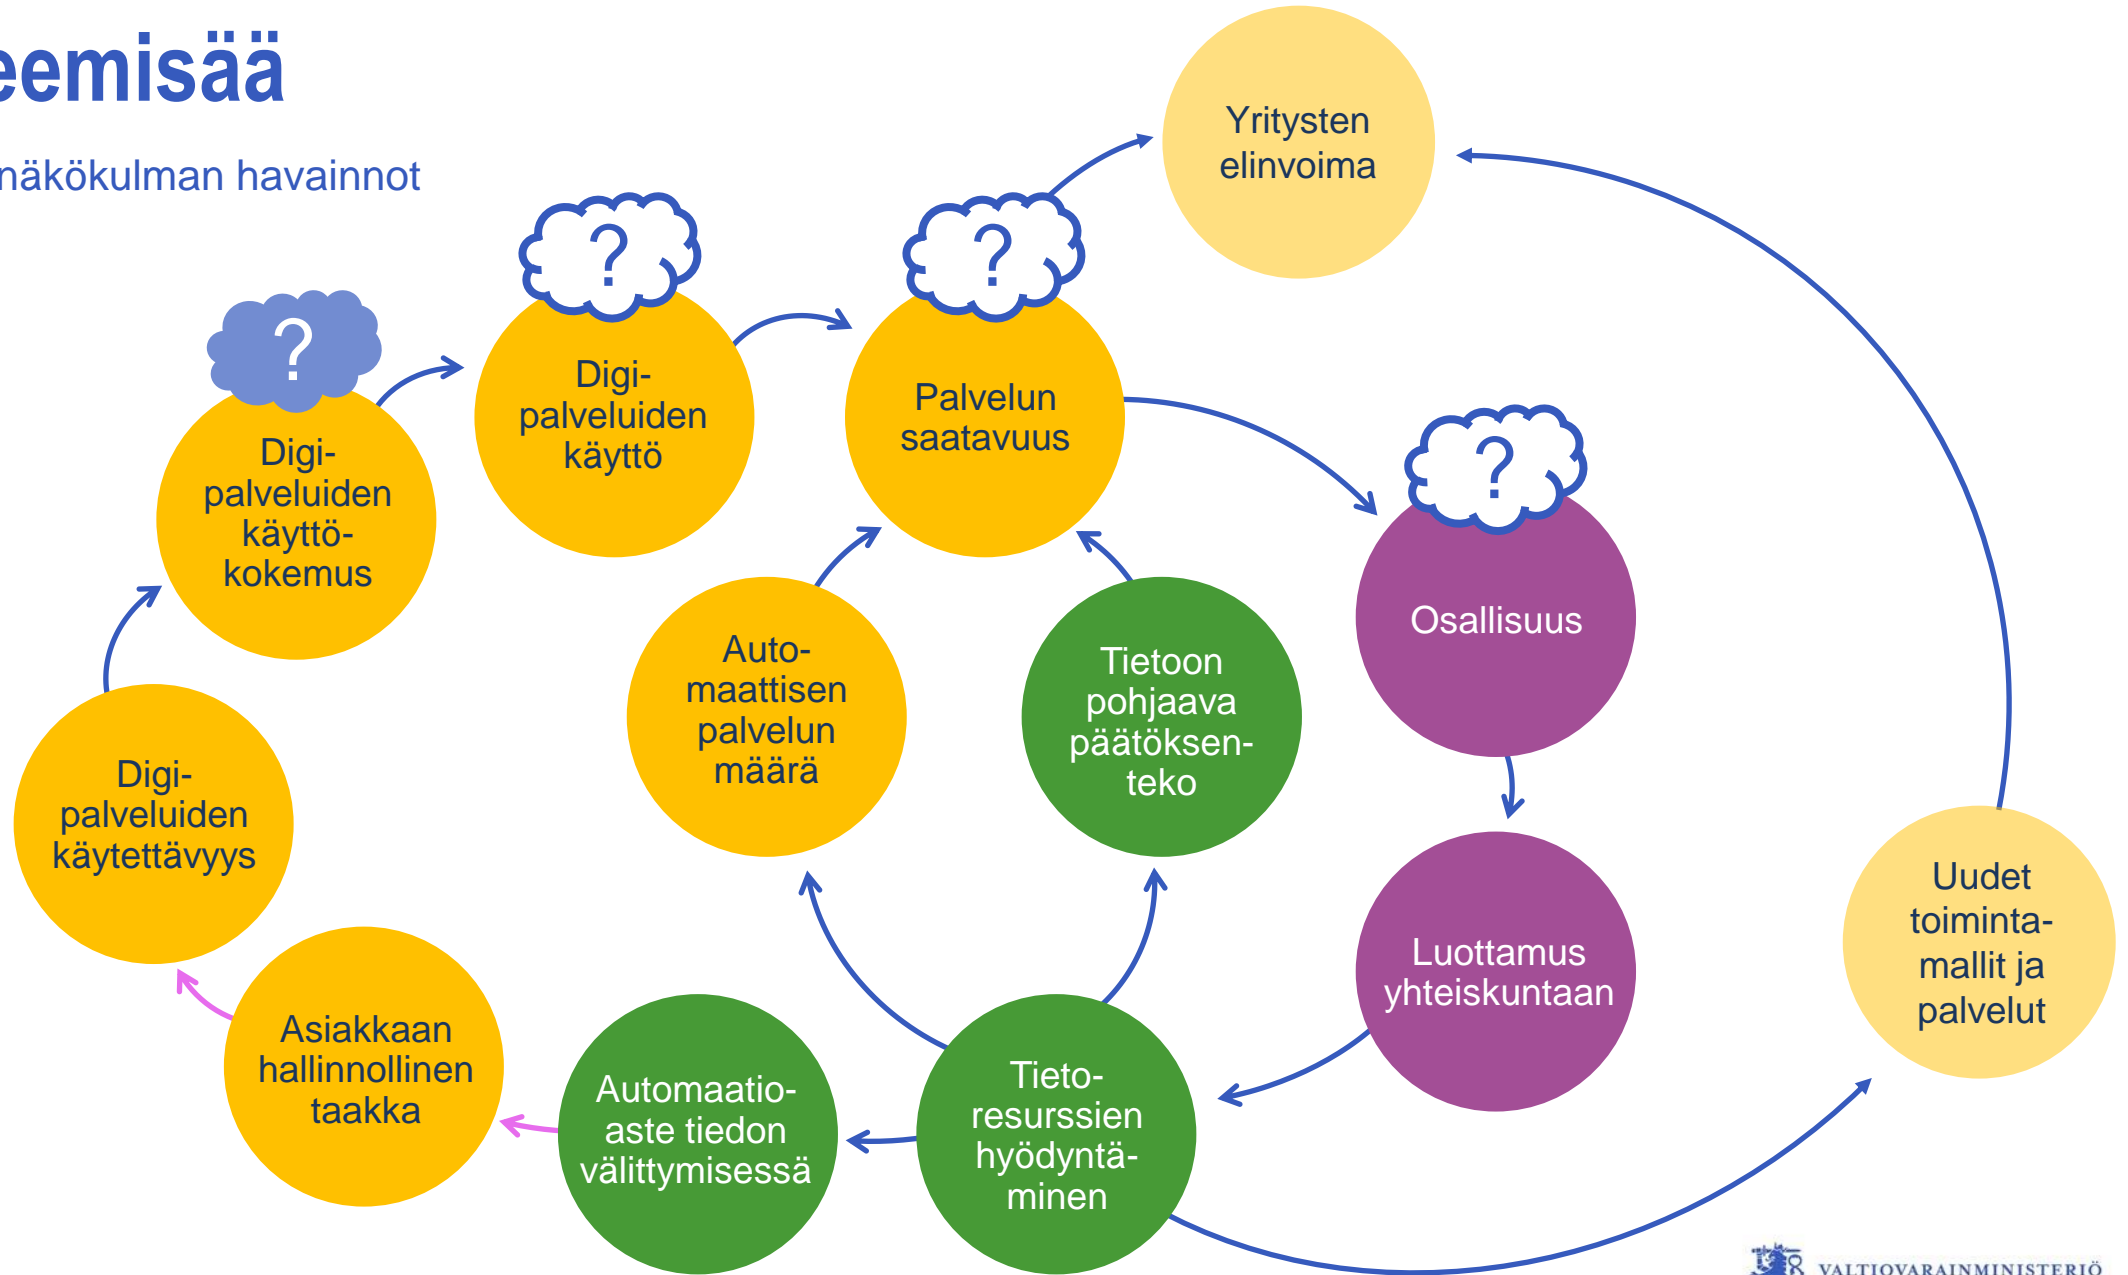 eemisää
näkökulman havainnot
Yritysten
elinvoima
?
?
?
?
Digi-
palveluiden
käyttö-
kokemus
Digi-
palveluiden
käyttö
Palvelun
saatavuus
Osallisuus
Auto-
maattisen
palvelun
määrä
Tietoon
pohjaava
päätöksen-
teko
Digi-
palveluiden
käytettävyys
Luottamus
yhteiskuntaan
Uudet
toiminta-
mallit ja
palvelut
Asiakkaan
hallinnollinen
taakka
Automaatio-
aste tiedon
välittymisessä
Tieto-
resurssien
hyödyntä-
minen
VALTIOVARAINMINISTERIÖ